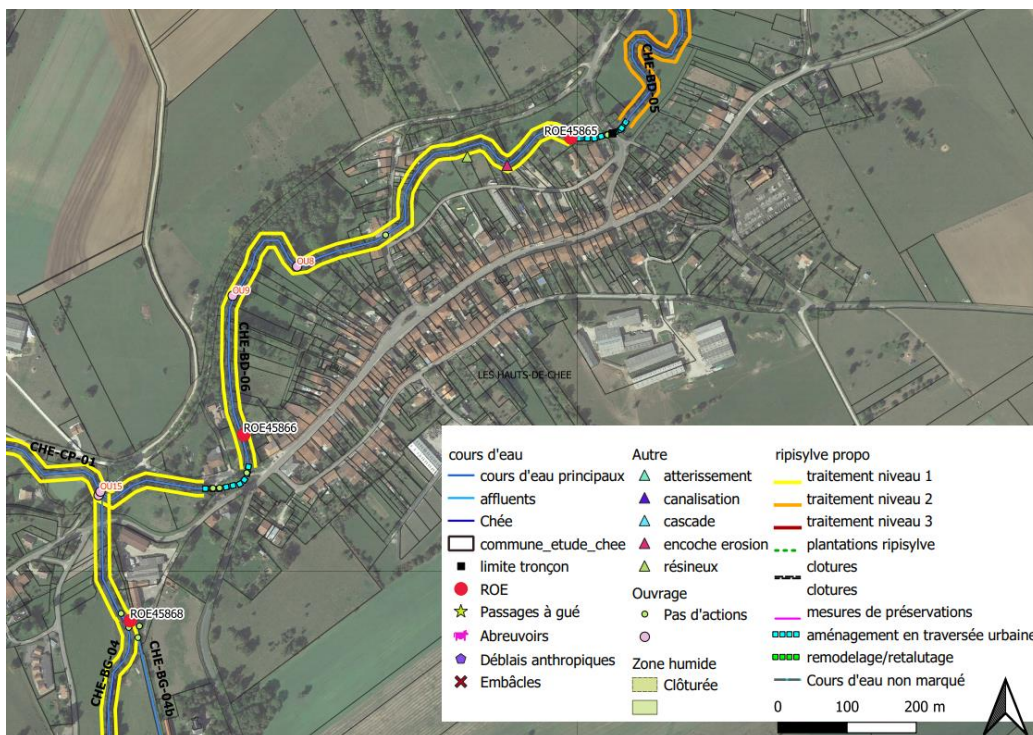 CHE-BD-05
ROE45865
OU8
OU9
CHE-BD-06
LES-HAUTS-DE-CHEE
ROE45866
CHE-CP-01
OU15
ROE45868
CHE-BG-04
CHE-BG-04b
cours d'eau
cours d'eau principaux
affluents
Chée
commune_etude_chee
limite tronçon
ROE
Passages à gué
Abreuvoirs
Déblais anthropiques
Embâcles
Autre
atterissement
canalisation
cascade
encoche erosion
résineux
Ouvrage
Pas d'actions
Zone humide
Clôturée
ripisylve propo
traitement niveau 1
traitement niveau 2
traitement niveau 3
plantations ripisylve
clotures
clotures
mesures de préservations
aménagement en traversée urbaine
remodelage/retalutage
Cours d'eau non marqué
0 100 200 m